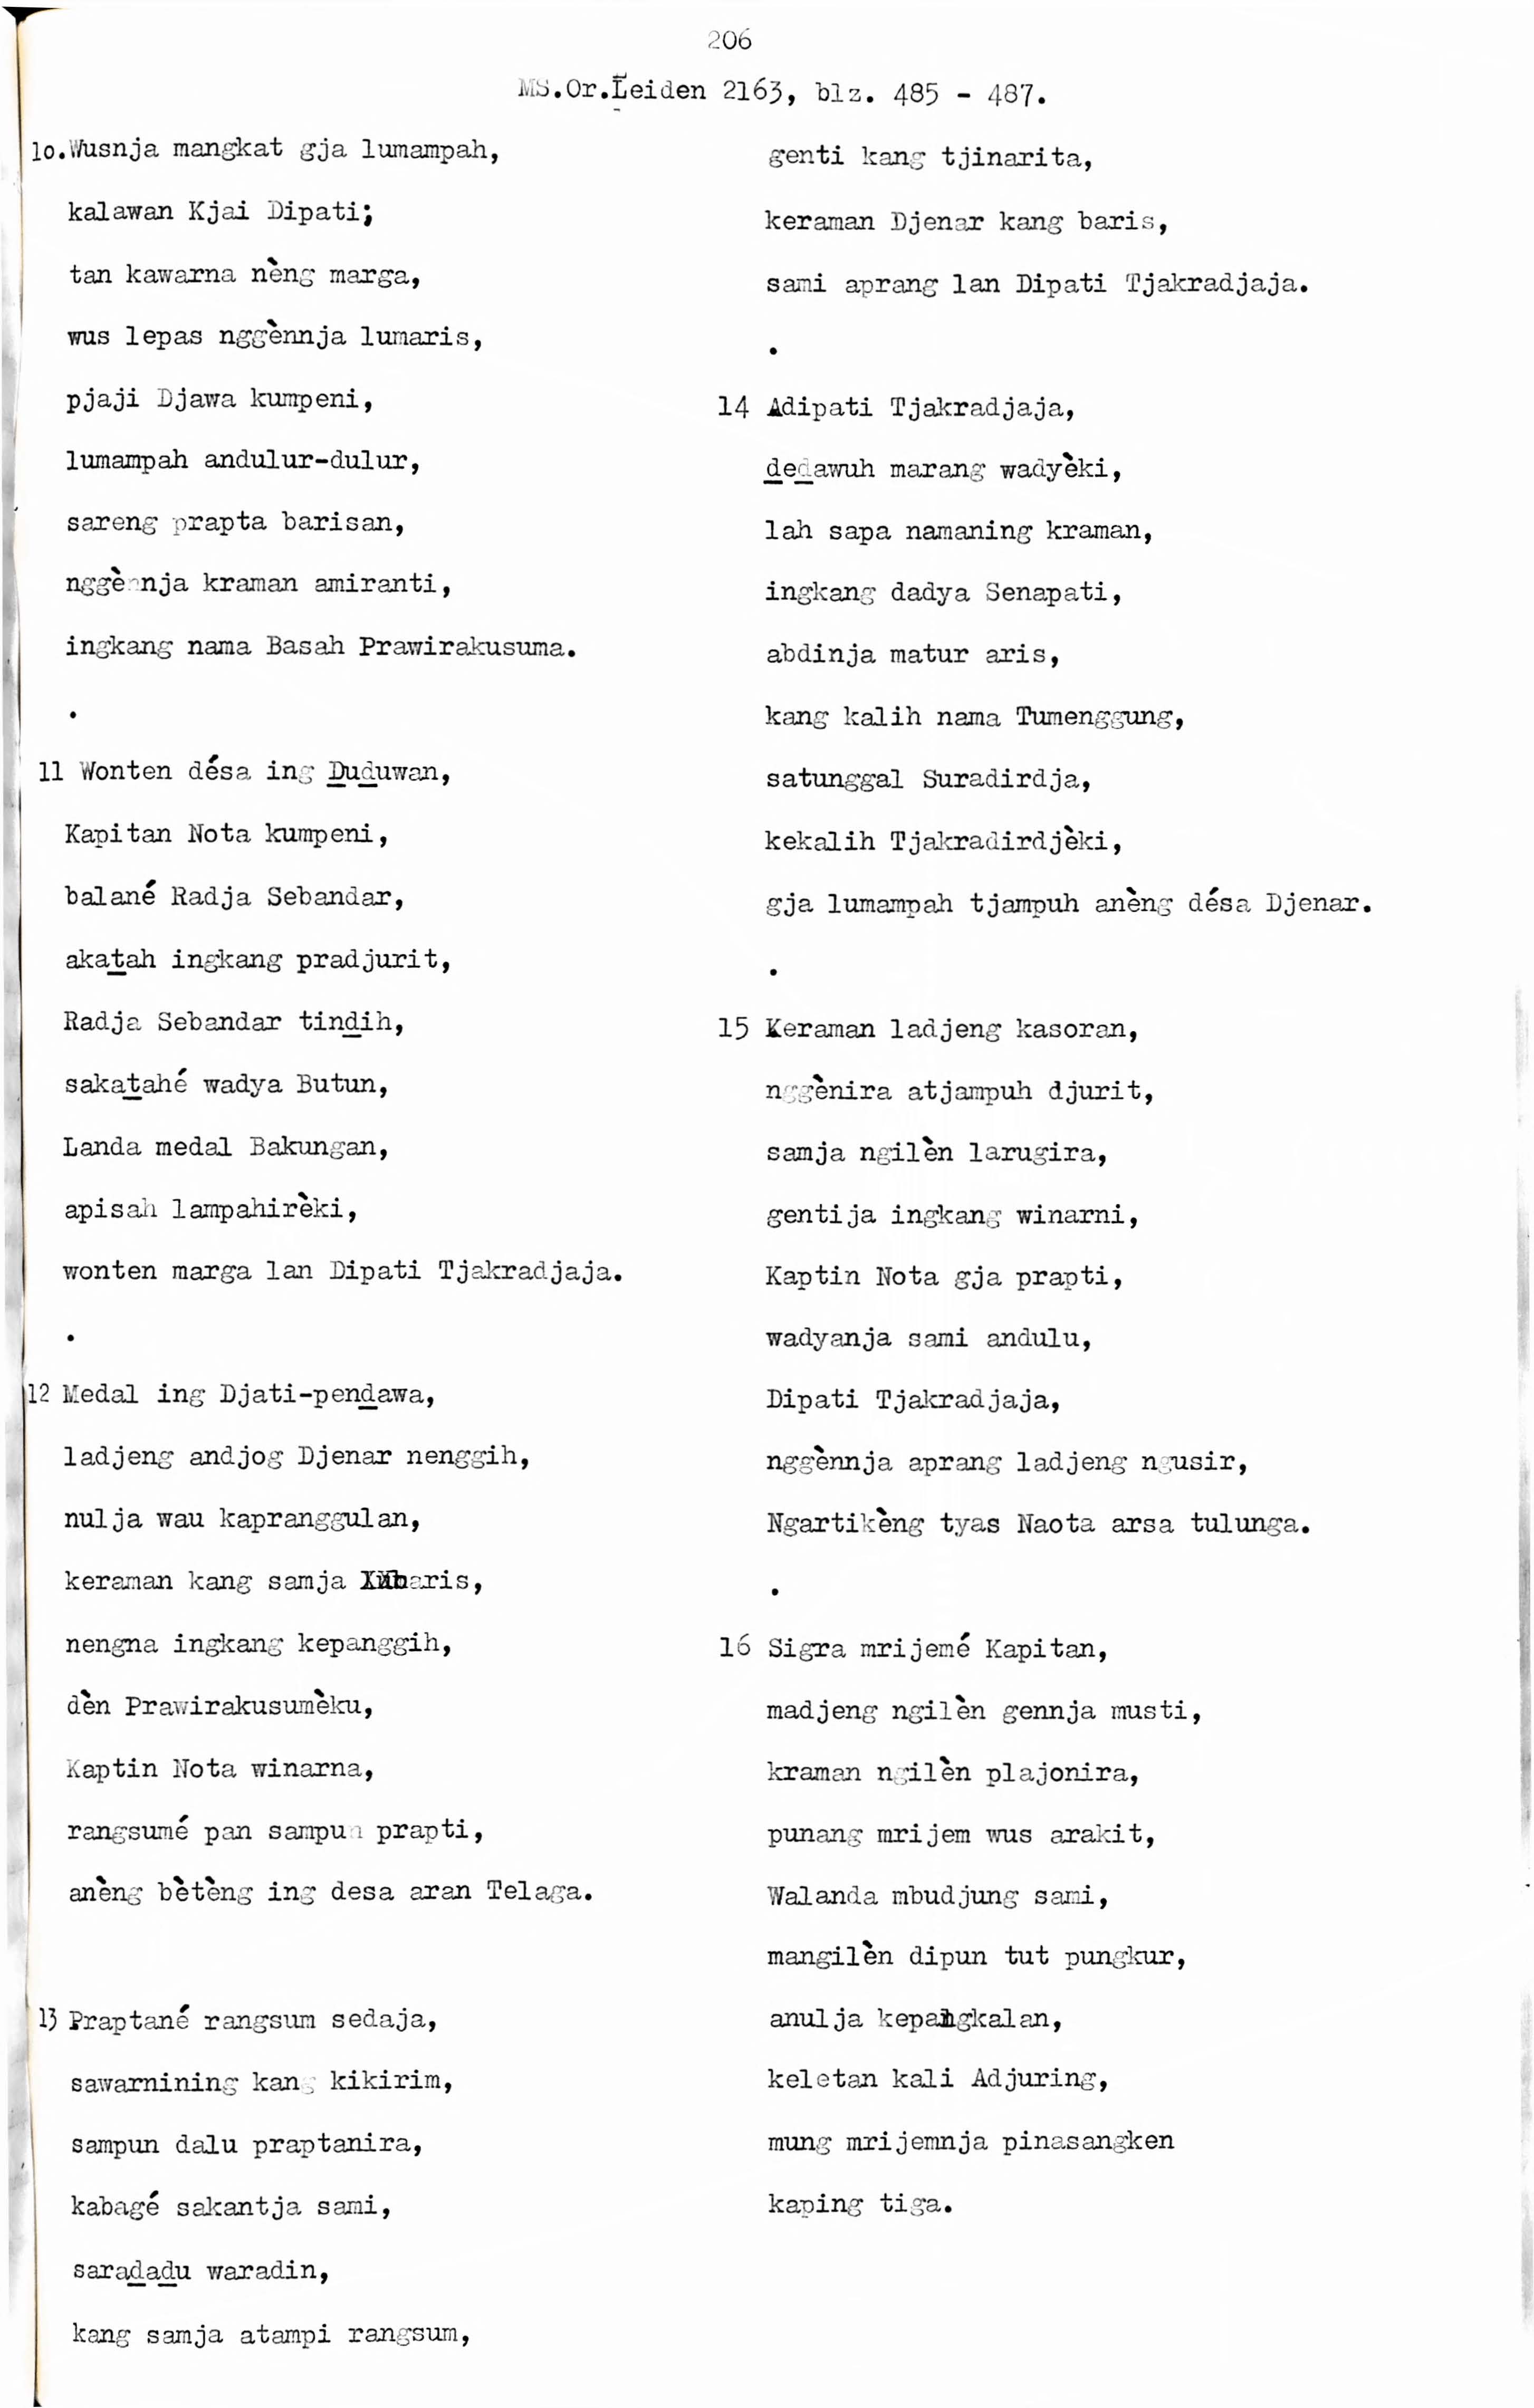 206
MS.Or.Leiden 2163, blz. 485 - 487.
10.Wusnja mangkat gja lumampah,
kalawan Kjai Dipati;
tan kawarna nèng marga,
wus lepas nggènnja lumaris,
pjaji Djawa kumpeni,
lumampah andulur-dulur,
sareng prapta barisan,
nggènnja kraman amiranti,
ingkang nama Basah Prawirakusuma.
.
11 Wonten désa ing Ḏuḏuwan,
Kapitan Nota kumpeni,
balané Radja Sebandar,
akaṯah ingkang pradjurit,
Radja Sebandar tinḏih,
sakaṯahé wadya Butun,
Landa medal Bakungan,
apisah lampahirèki,
wonten marga lan Dipati Tjakradjaja.
.
12 Medal ing Djati-penḏawa,
ladjeng andjog Djenar nenggih,
nulja wau kapranggulan,
keraman kang samja baris,
nengna ingkang kepanggih,
dèn Prawirakusumèku,
Kaptin Nota winarna,
rangsumé pan sampun prapti,
anèng bètèng ing desa aran Telaga.
13 Praptané rangsum sedaja,
sawarnining kang kikirim,
sampun dalu praptanira,
kabagé sakantja sami,
saraḏaḏu waradin,
kang samja atampi rangsum,
genti kang tjinarita,
keraman Djenar kang baris,
sami aprang lan Dipati Tjakradjaja.
.
14 Adipati Tjakradjaja,
ḏeḏawuh marang wadyèki,
lah sapa namaning kraman,
ingkang dadya Senapati,
abdinja matur aris,
kang kalih nama Tumenggung,
satunggal Suradirdja,
kekalih Tjakradirdjèki,
gja lumampah tjampuh anèng désa Djenar.
.
15 Keraman ladjeng kasoran,
nggènira atjampuh djurit,
samja ngilèn larugira,
gentija ingkang winarni,
Kaptin Nota gja prapti,
wadyanja sami andulu,
Dipati Tjakradjaja,
nggènnja aprang ladjeng ngusir,
Ngartikèng tyas Naota arsa tulunga.
.
16 Sigra mrijemé Kapitan,
madjeng ngilèn gennja musti,
kraman ngilèn plajonira,
punang mrijem wus arakit,
Walanda mbudjung sami,
mangilèn dipun tut pungkur,
anulja kepangkalan,
keletan kali Adjuring,
mung mrijemnja pinasangken
kaping tiga.